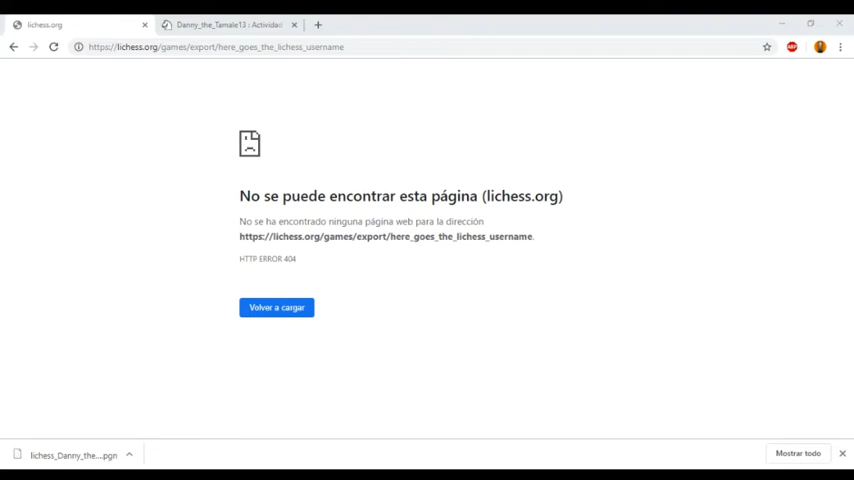 lichess.org
Danny_the_Tamale13 : Actividad
https://lichess.org/games/export/here_goes_the_lichess_username
ABP
No se puede encontrar esta página (lichess.org)
No se ha encontrado ninguna página web para la dirección
https://lichess.org/games/export/here_goes_the_lichess_username.
HTTP ERROR 404
Volver a cargar
lichess_Danny_the....pgn
Mostrar todo